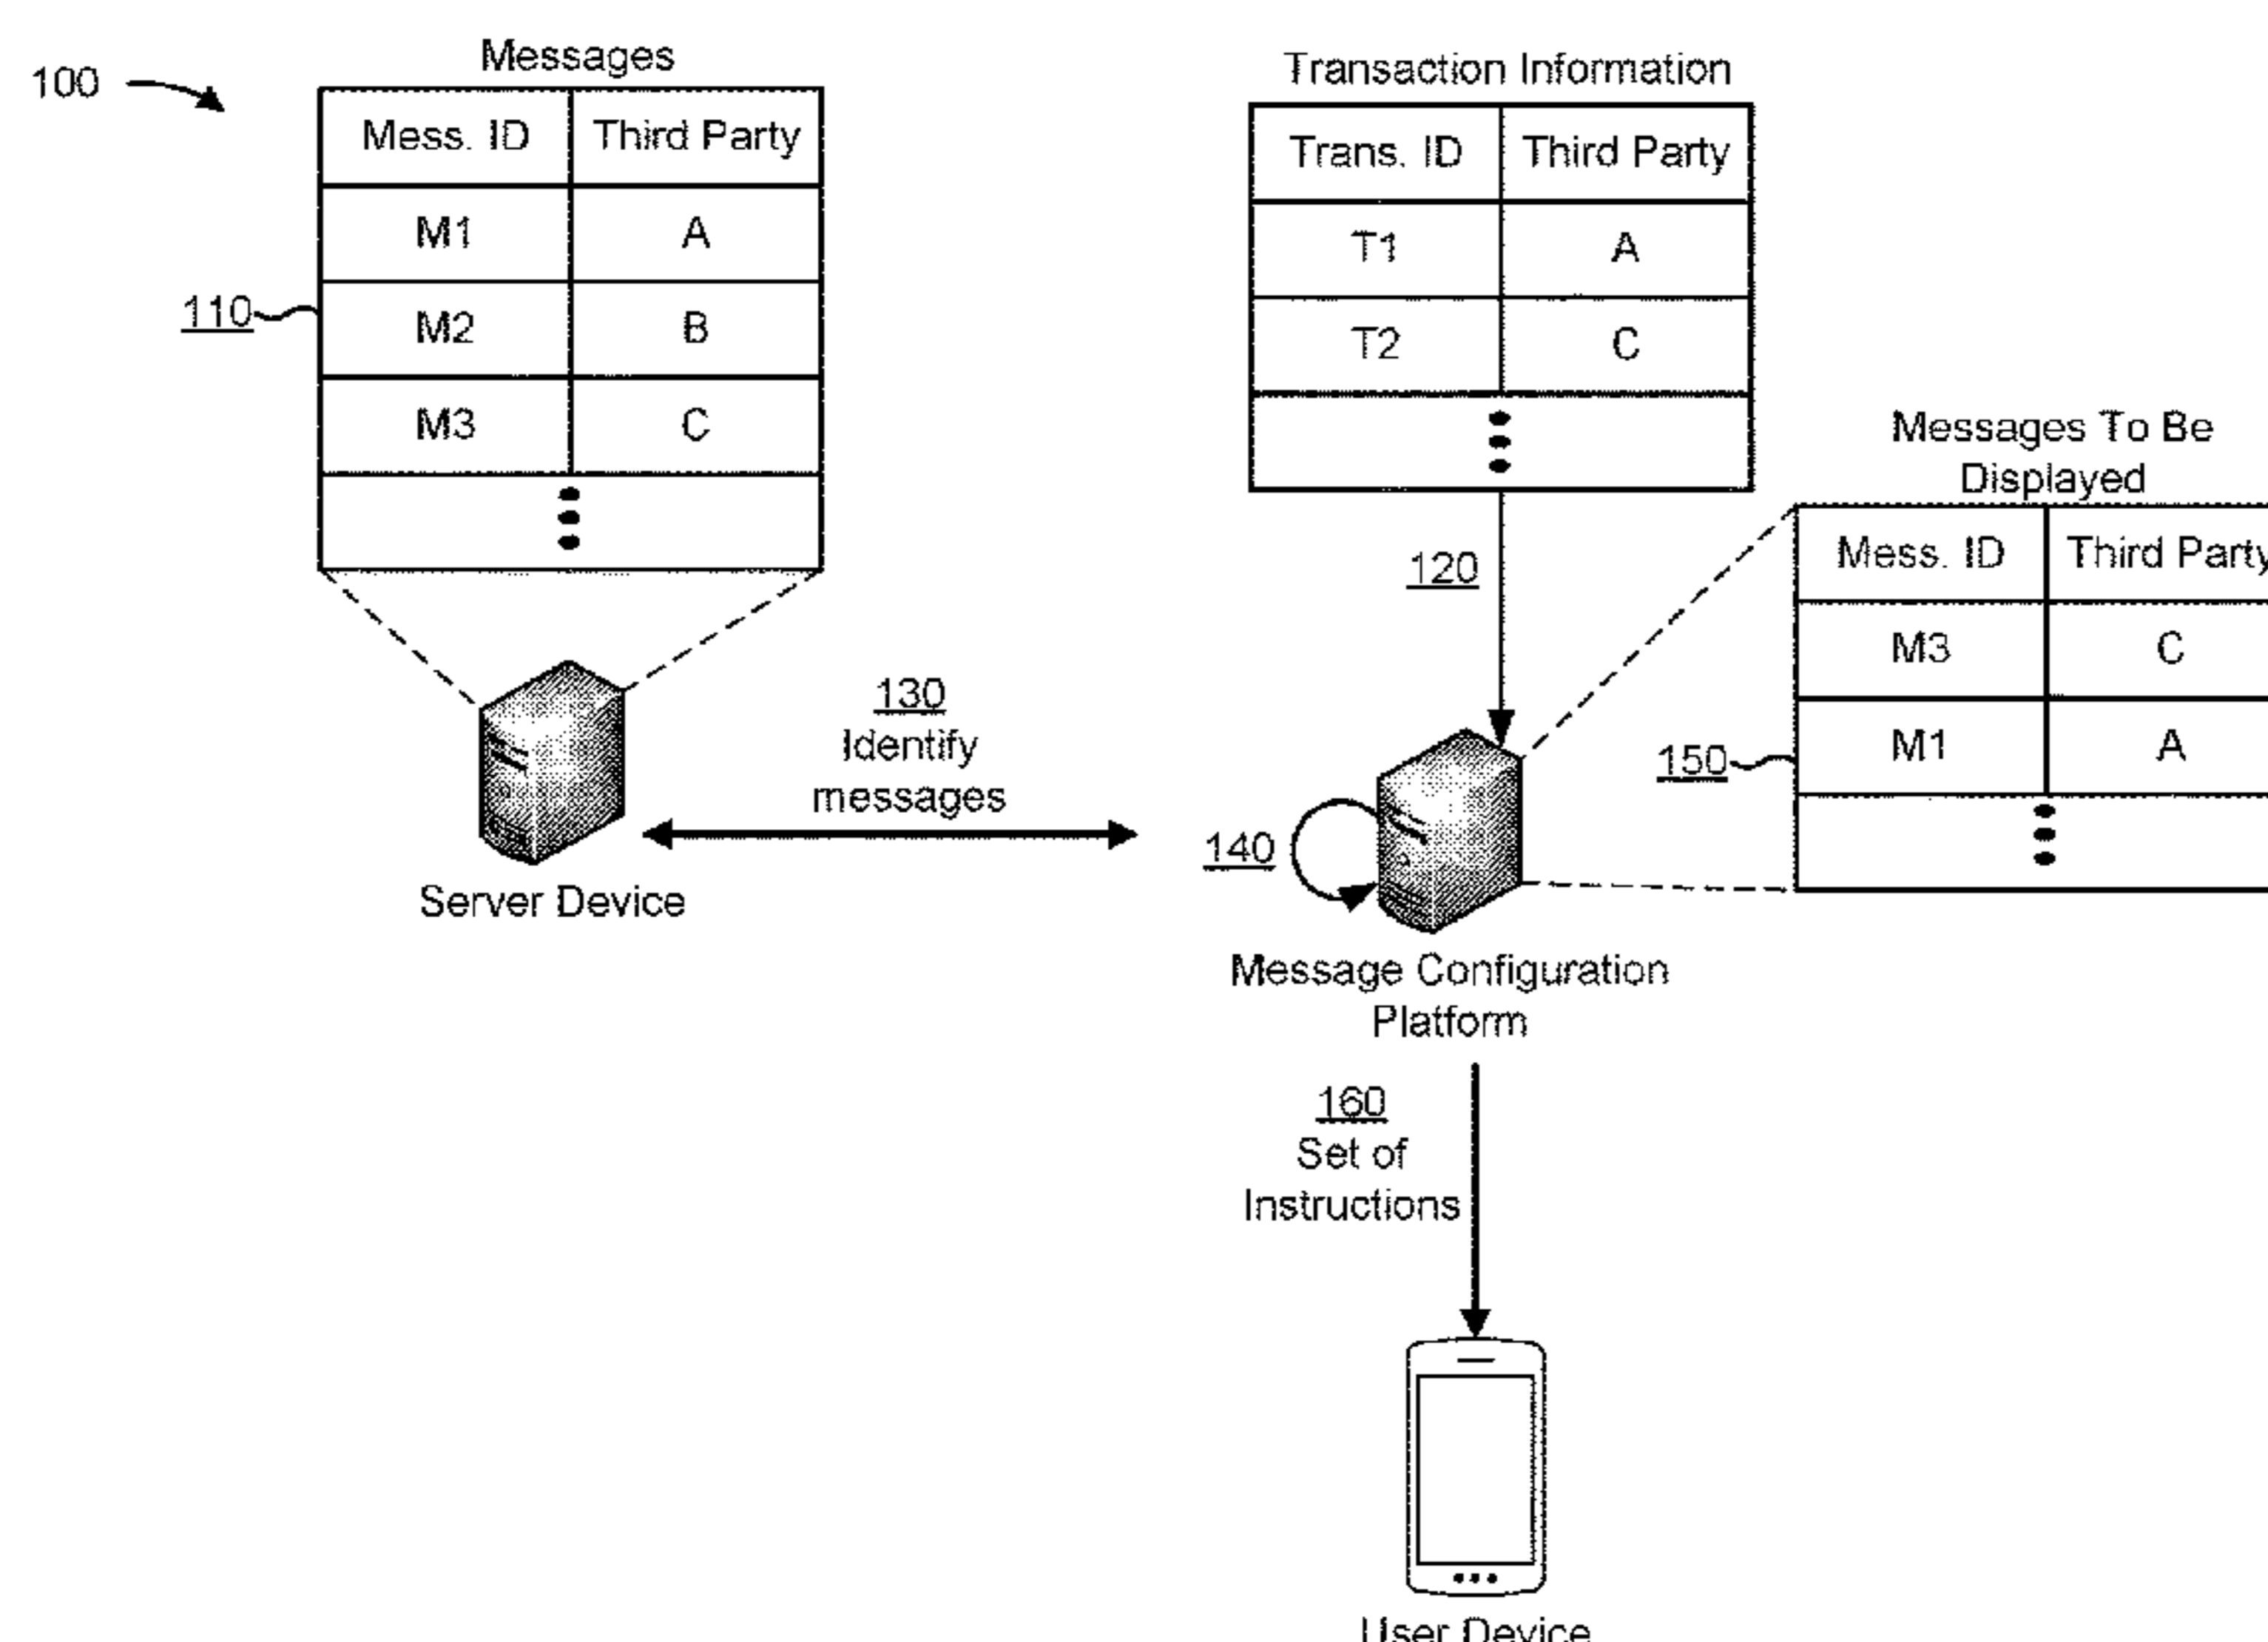 100
Messages
Mess. ID Third Party
M1 A
110
M2 B
M3 C
Transaction Information
Trans. ID Third Party
T1 A
T2 C
120
Messages To Be
Displayed
Mess. ID Third Party
M3 C
150
M1 A
130
Identify
messages
Server Device
140
Message Configuration
Platform
160
Set of
Instructions
User Device